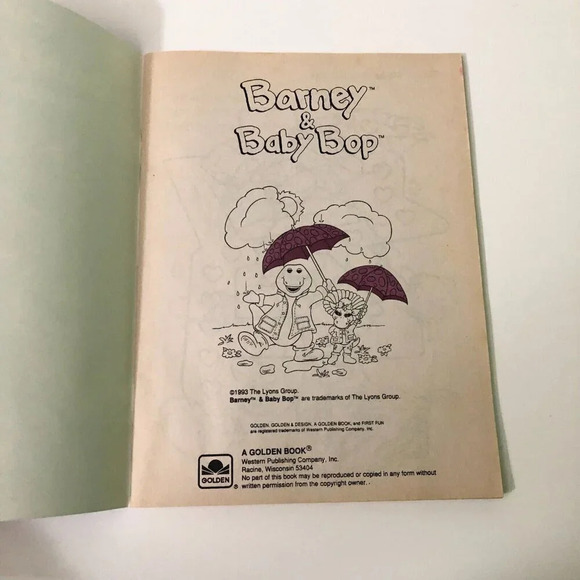 Barney™
&
Baby Bop™
©1993 The Lyons Group.
Barney™ & Baby Bop™ are trademarks of The Lyons Group.
GOLDEN, GOLDEN & DESIGN, A GOLDEN BOOK, and FIRST FUN
are registered trademarks of Western Publishing Company, Inc.
GOLDEN®
A GOLDEN BOOK®
Western Publishing Company, Inc.
Racine, Wisconsin 53404
No part of this book may be reproduced or copied in any form without
written permission from the copyright owner.